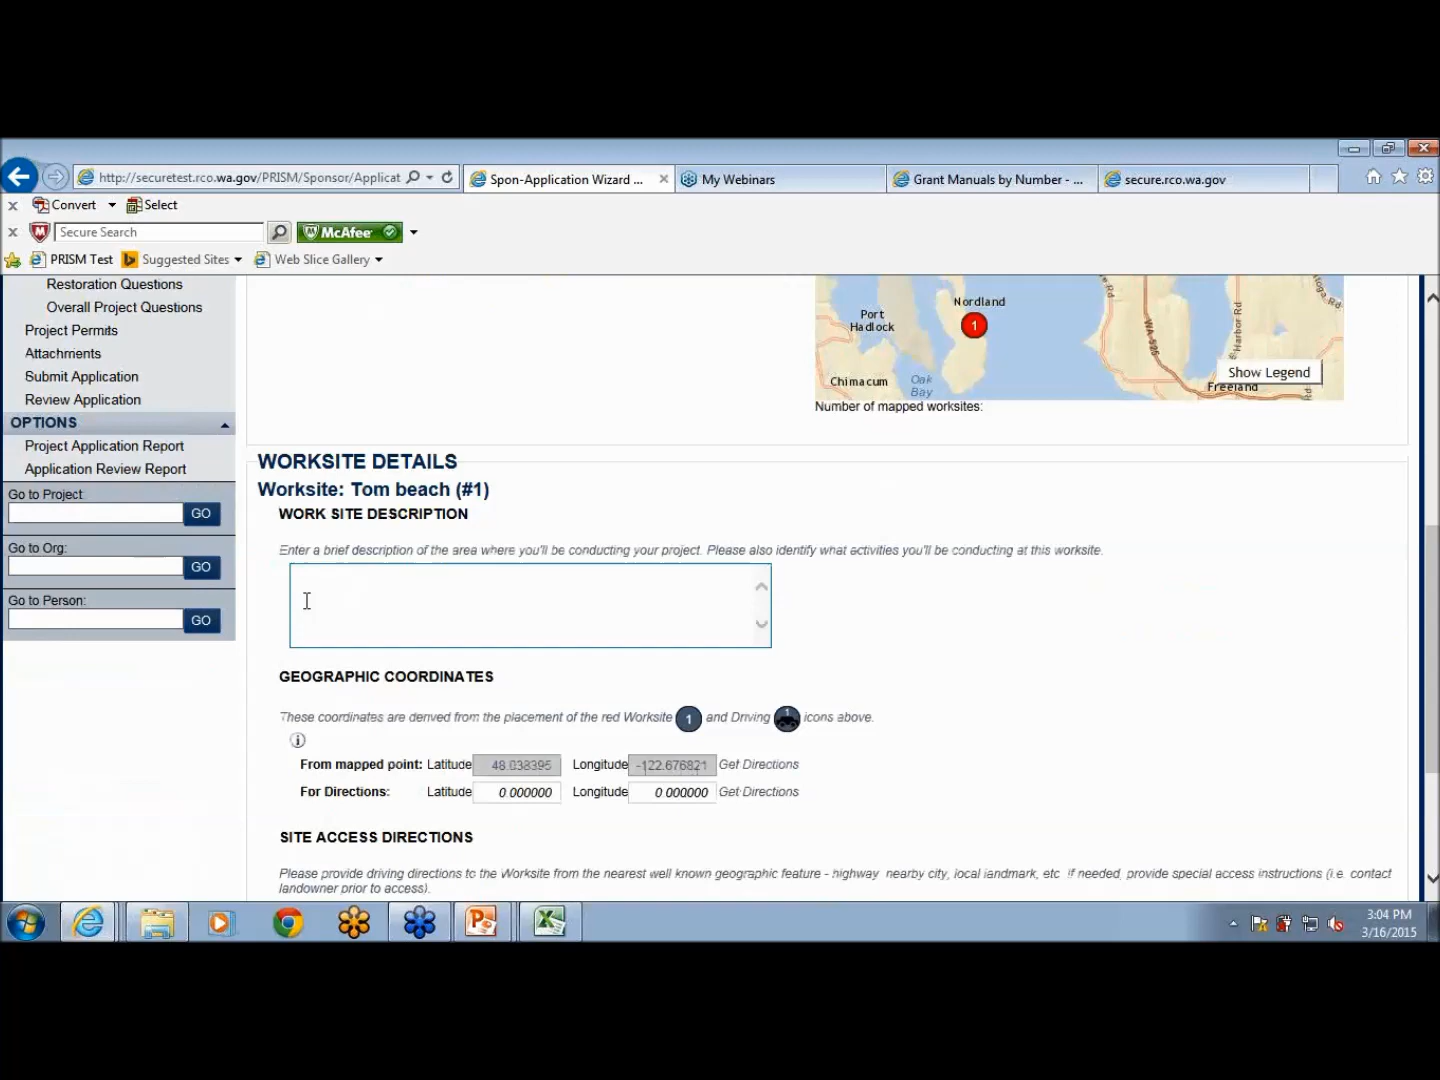 http://securetest.rco.wa.gov/PRISM/Sponsor/Applicat
Spon-Application Wizard ...
My Webinars
Grant Manuals by Number - ...
secure.rco.wa.gov
Convert
Select
Secure Search
McAfee
PRISM Test
Suggested Sites
Web Slice Gallery
Restoration Questions
Overall Project Questions
Project Permits
Attachments
Submit Application
Review Application
OPTIONS
Project Application Report
Application Review Report
Go to Project:
GO
Go to Org:
GO
Go to Person:
GO
Nordland
Port
Hadlock
1
Chimacum
Oak
Bay
WA-525
Harbor Rd
Freeland
Show Legend
Number of mapped worksites:
WORKSITE DETAILS
Worksite: Tom beach (#1)
WORK SITE DESCRIPTION
Enter a brief description of the area where you'll be conducting your project. Please also identify what activities you'll be conducting at this worksite.
GEOGRAPHIC COORDINATES
These coordinates are derived from the placement of the red Worksite 1 and Driving 1 icons above.
From mapped point: Latitude 48.038395 Longitude -122.676821 Get Directions
For Directions: Latitude 0.000000 Longitude 0.000000 Get Directions
SITE ACCESS DIRECTIONS
Please provide driving directions to the Worksite from the nearest well known geographic feature - highway, nearby city, local landmark, etc. If needed, provide special access instructions (i.e. contact
landowner prior to access).
3:04 PM
3/16/2015